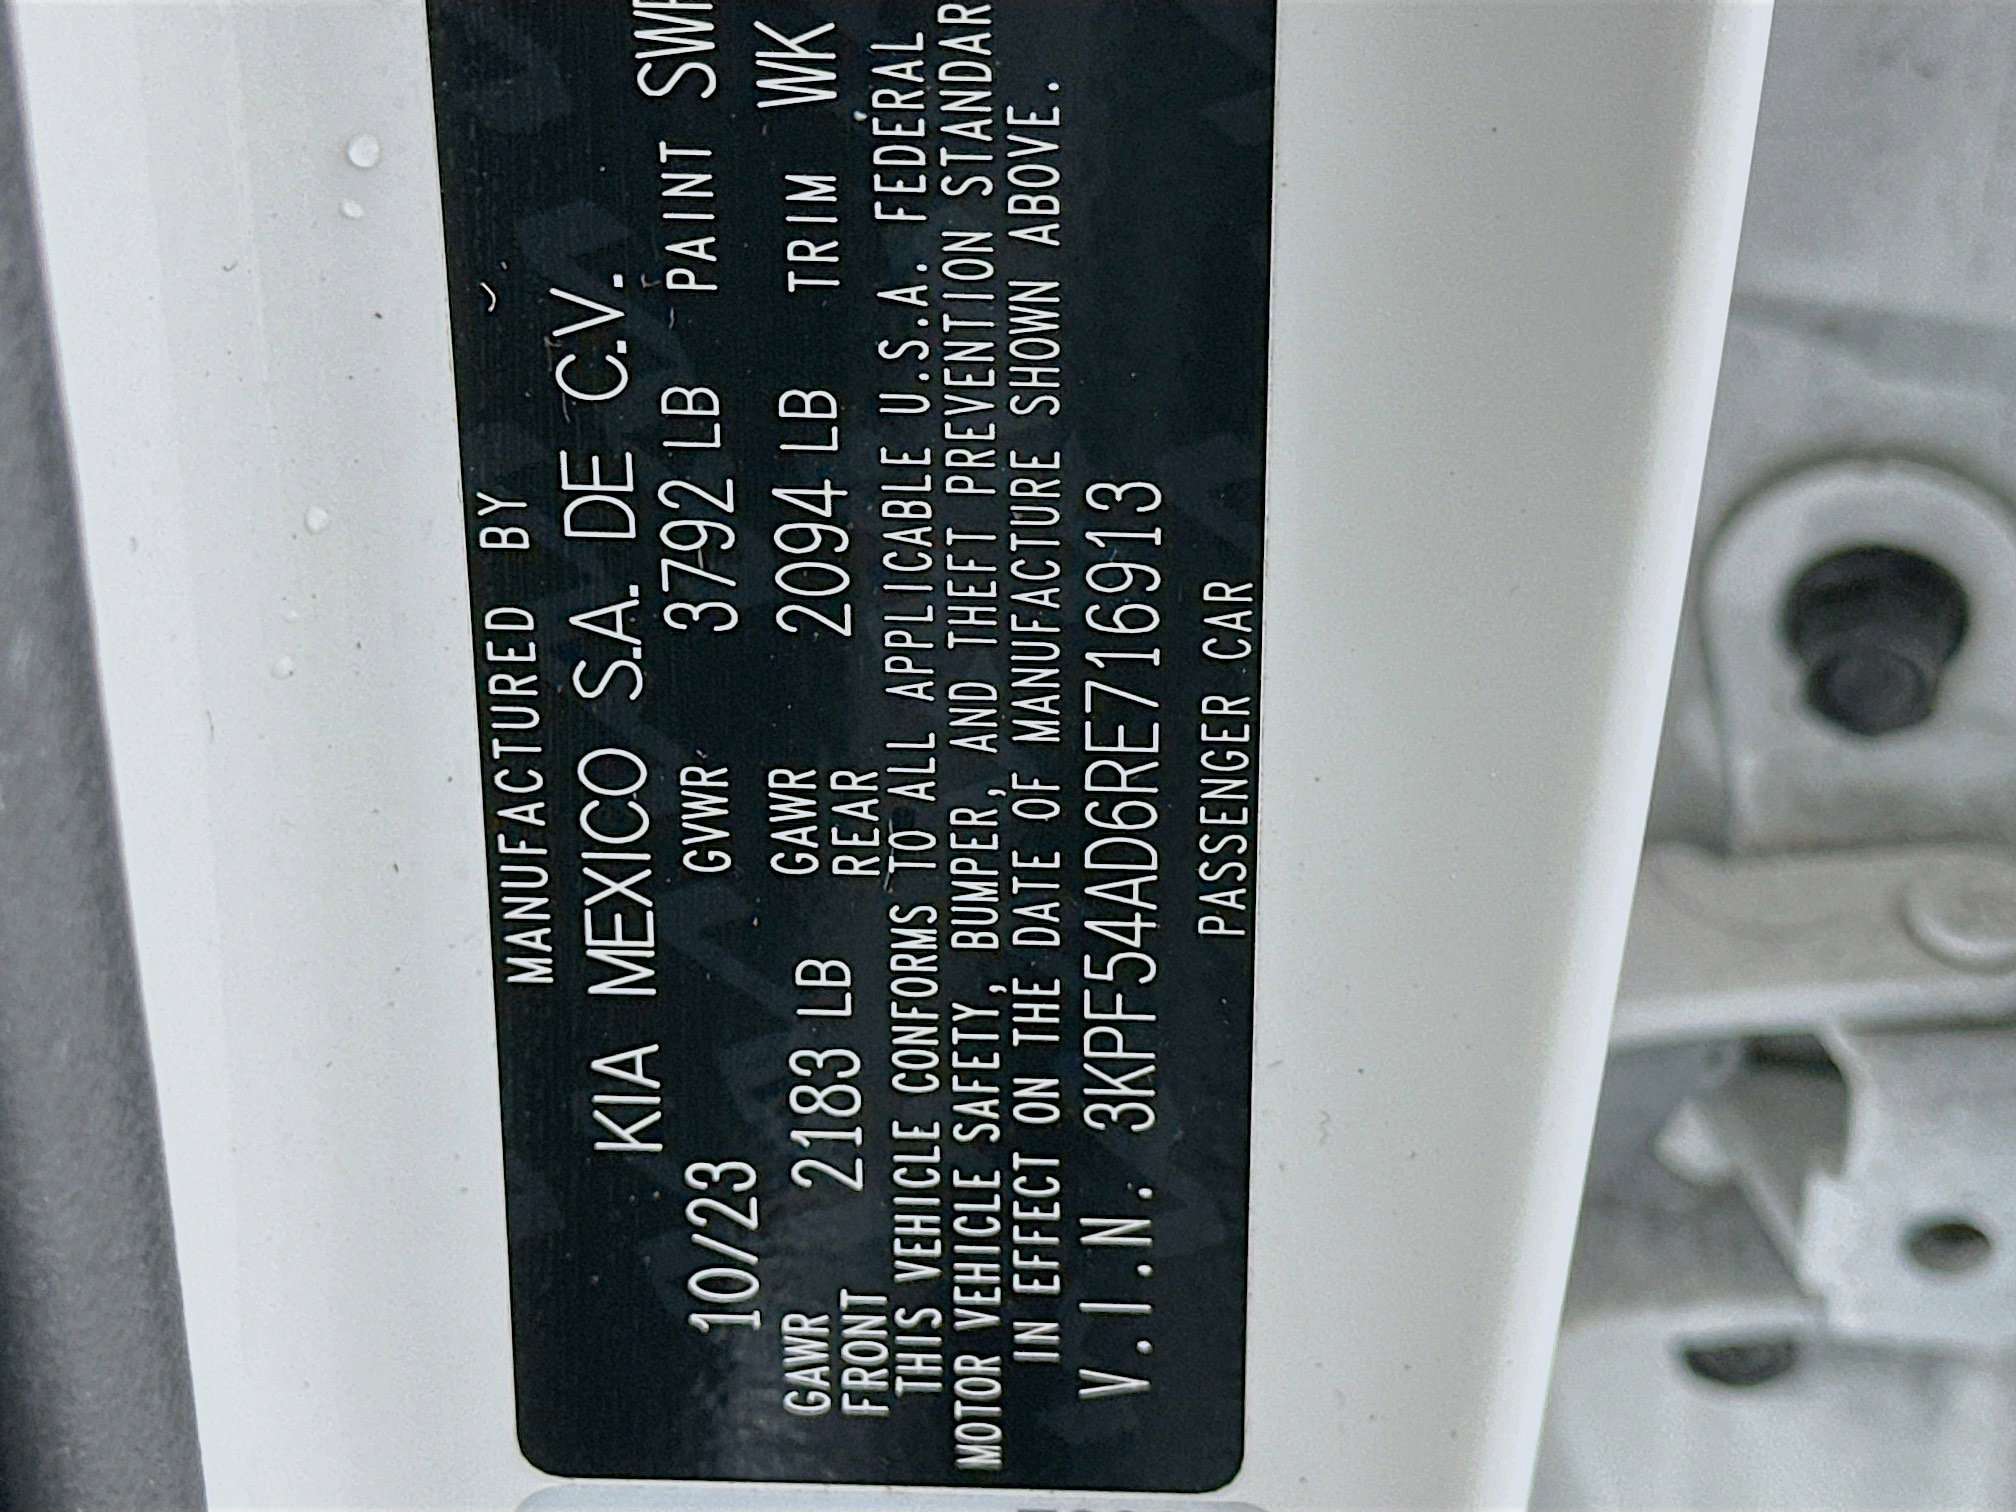 MANUFACTURED BY
KIA MEXICO S.A. DE C.V.
10/23 GVWR 3792 LB PAINT SW
GAWR FRONT 2183 LB GAWR REAR 2094 LB TRIM WK
THIS VEHICLE CONFORMS TO ALL APPLICABLE U.S.A. FEDERAL
MOTOR VEHICLE SAFETY, BUMPER, AND THEFT PREVENTION STANDAR
IN EFFECT ON THE DATE OF MANUFACTURE SHOWN ABOVE.
V.I.N. 3KPF54AD6RE716913
PASSENGER CAR